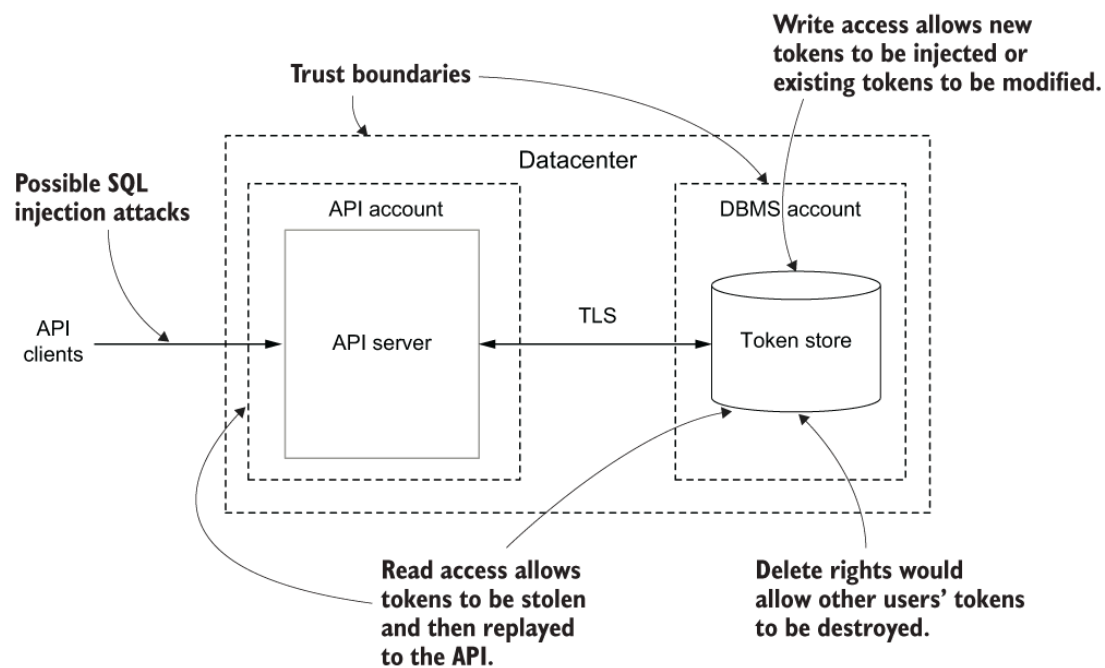 Write access allows new
tokens to be injected or
existing tokens to be modified.
Trust boundaries
Datacenter
Possible SQL
injection attacks
API account
DBMS account
API
clients
API server
TLS
Token store
Read access allows
tokens to be stolen
and then replayed
to the API.
Delete rights would
allow other users’ tokens
to be destroyed.